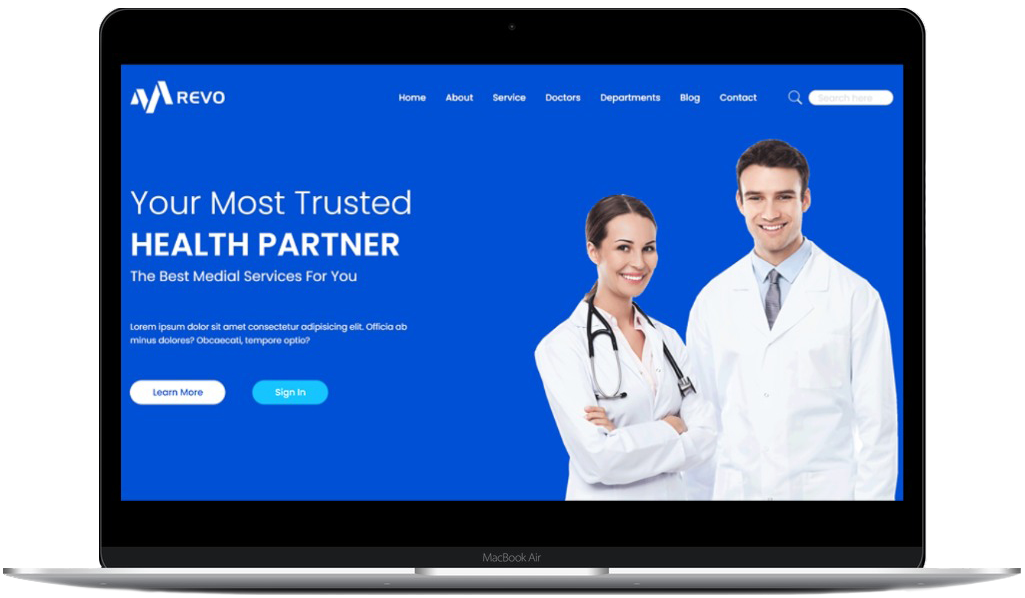 REVO
Home About Service Doctors Departments Blog Contact Search here
Your Most Trusted
HEALTH PARTNER
The Best Medial Services For You
Lorem ipsum dolor sit amet consectetur adipisicing elit. Officia ab
minus dolores? Obcaecati, tempore optio?
Learn More Sign In
MacBook Air